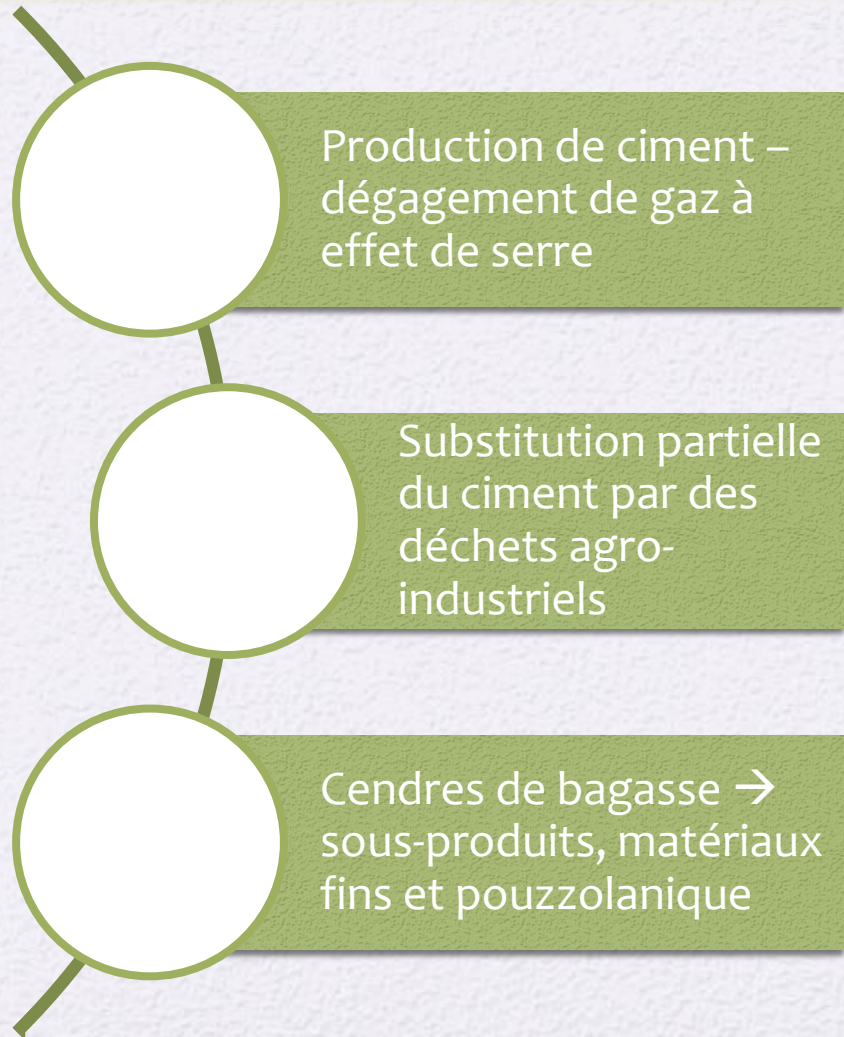 Production de ciment –
dégagement de gaz à
effet de serre
Substitution partielle
du ciment par des
déchets agro-
industriels
Cendres de bagasse →
sous-produits, matériaux
fins et pouzzolanique